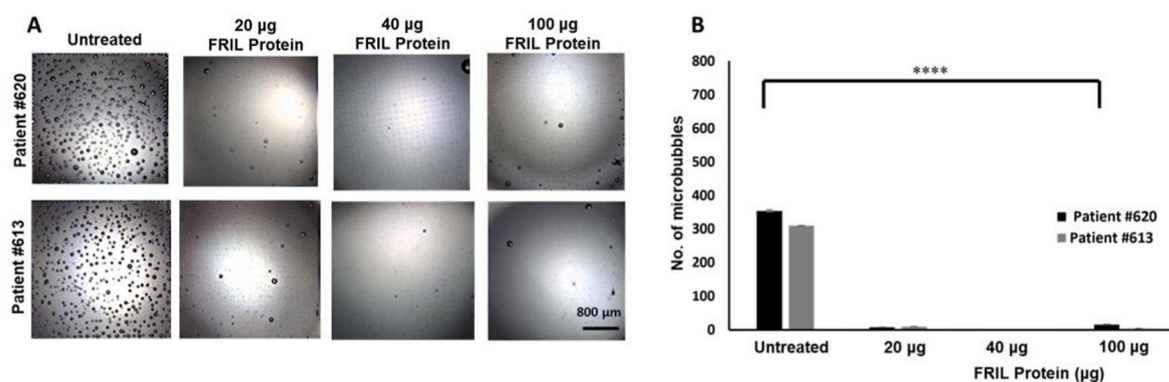 A
Untreated
20 µg
FRIL Protein
40 µg
FRIL Protein
100 µg
FRIL Protein
Patient #620
Patient #613
800 µm
B
800
700
600
500
400
300
200
100
0
No. of microbubbles
****
Patient #620
Patient #613
Untreated
20 µg
40 µg
100 µg
FRIL Protein (µg)